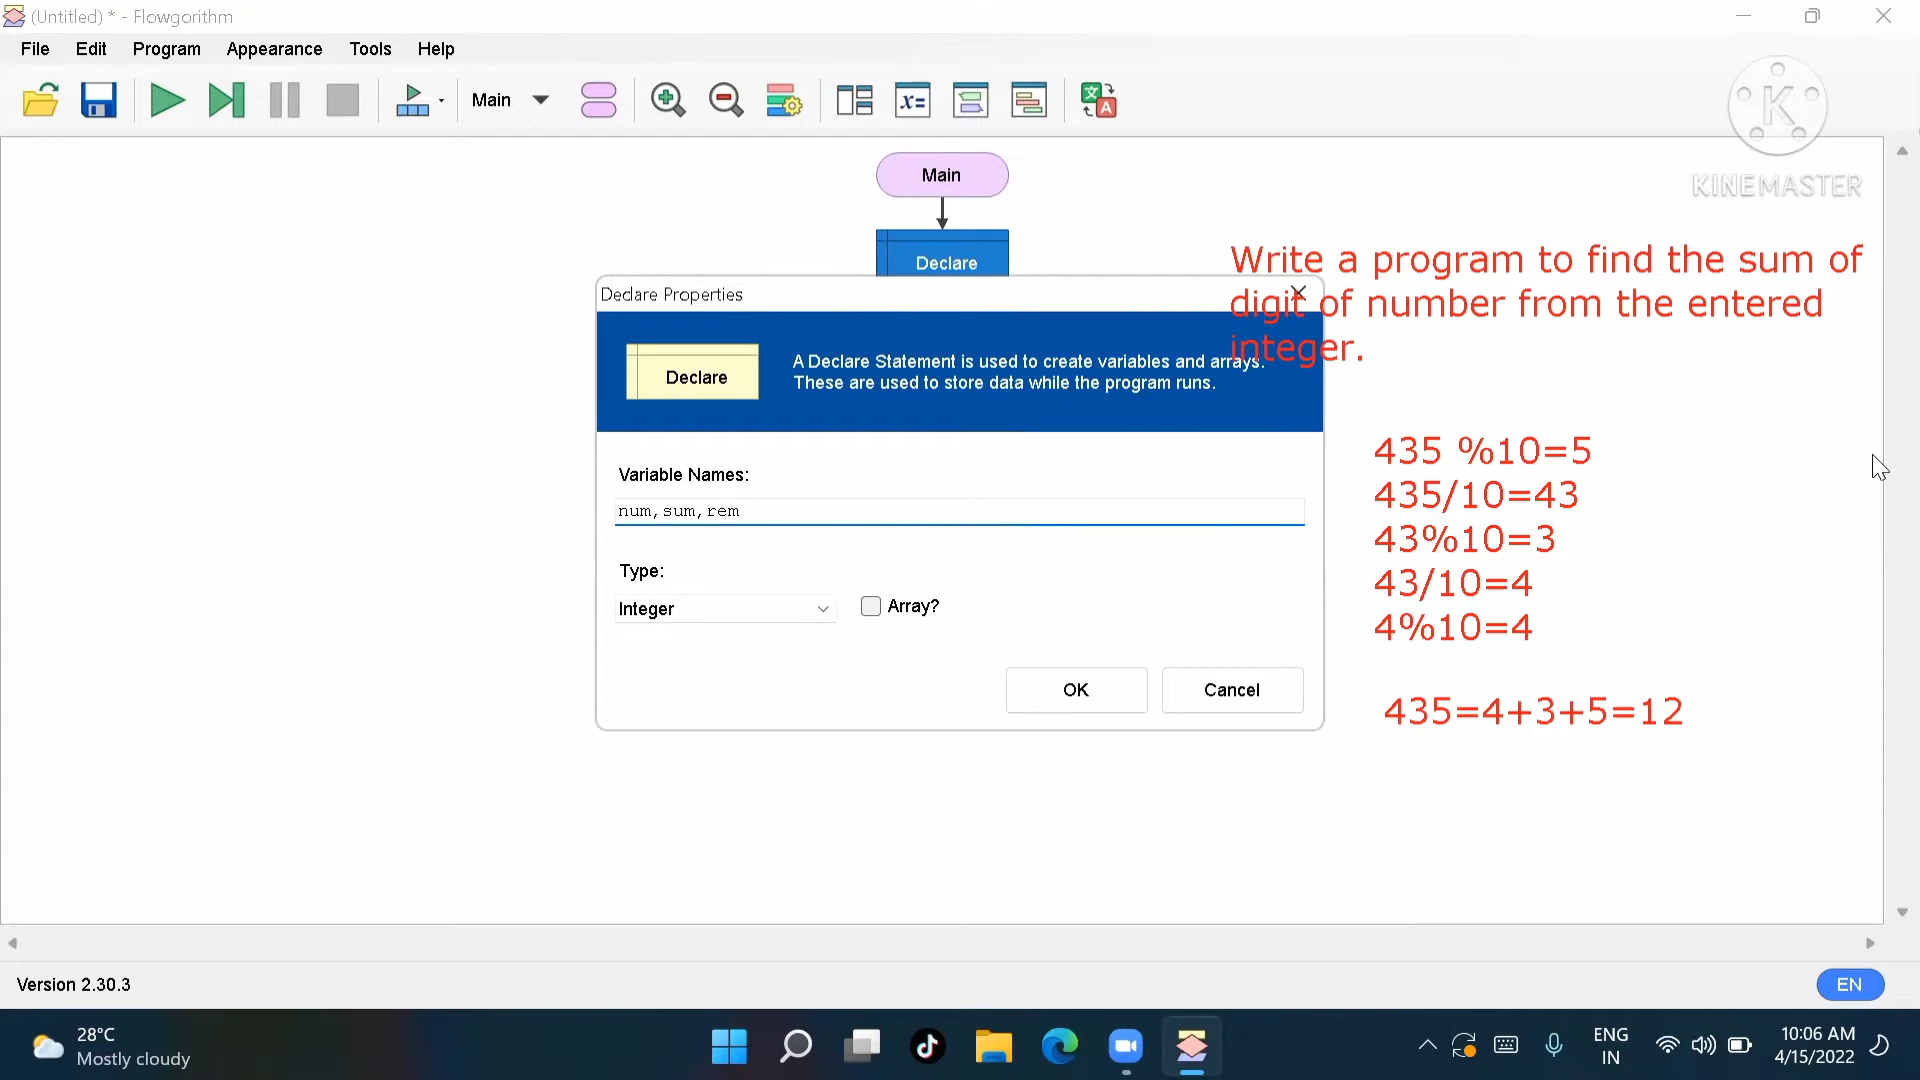 (Untitled) * - Flowgorithm
File Edit Program Appearance Tools Help
Main
x=
A
K
KINEMASTER
Main
Declare
Write a program to find the sum of
digit of number from the entered
integer.
Declare Properties
Declare
A Declare Statement is used to create variables and arrays.
These are used to store data while the program runs.
Variable Names:
num,sum,rem
Type:
Integer
Array?
OK
Cancel
435 %10=5
435/10=43
43%10=3
43/10=4
4%10=4
435=4+3+5=12
Version 2.30.3
EN
28°C
Mostly cloudy
ENG
IN
10:06 AM
4/15/2022